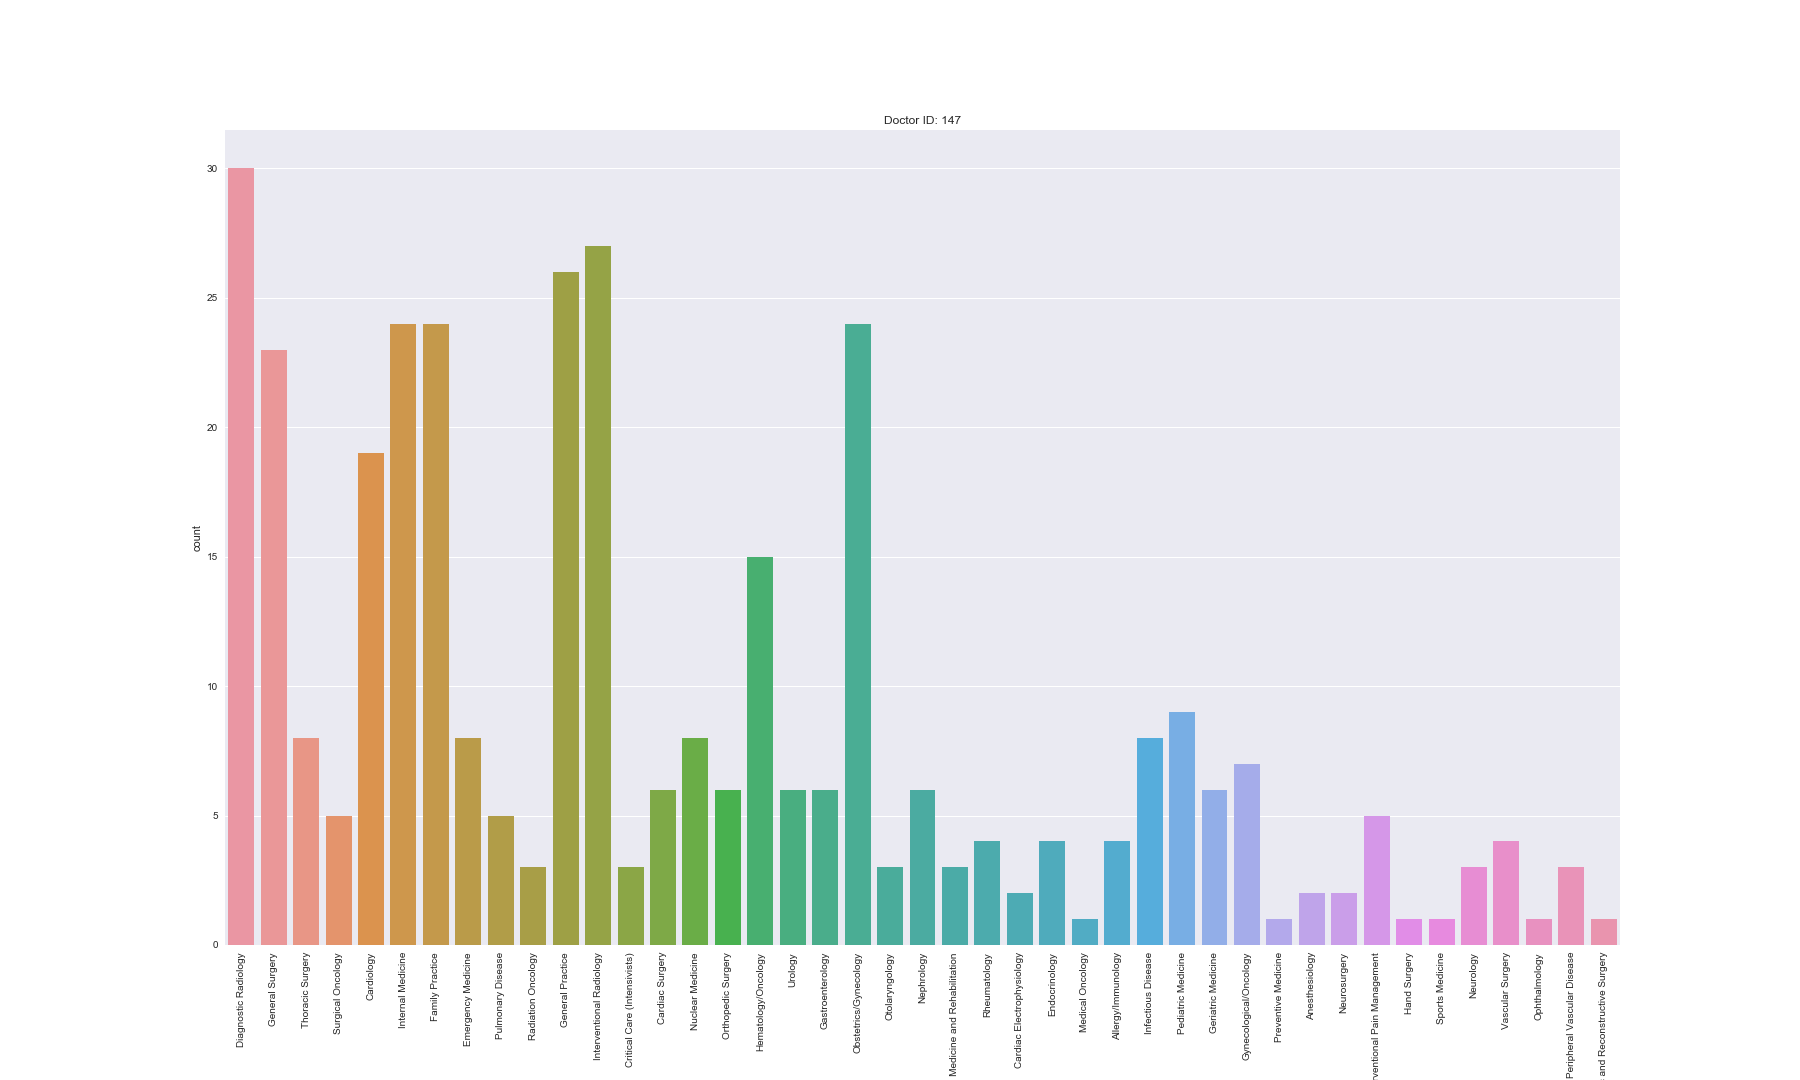 Doctor ID: 147
30
25
20
15
10
5
0
count
Diagnostic Radiology
General Surgery
Thoracic Surgery
Surgical Oncology
Cardiology
Internal Medicine
Family Practice
Emergency Medicine
Pulmonary Disease
Radiation Oncology
General Practice
Interventional Radiology
Critical Care (Intensivists)
Cardiac Surgery
Nuclear Medicine
Orthopedic Surgery
Hematology/Oncology
Urology
Gastroenterology
Obstetrics/Gynecology
Otolaryngology
Nephrology
Medicine and Rehabilitation
Rheumatology
Cardiac Electrophysiology
Endocrinology
Medical Oncology
Allergy/Immunology
Infectious Disease
Pediatric Medicine
Geriatric Medicine
Gynecological/Oncology
Preventive Medicine
Anesthesiology
Neurosurgery
Pain Management
Hand Surgery
Sports Medicine
Neurology
Vascular Surgery
Ophthalmology
Peripheral Vascular Disease
and Reconstructive Surgery